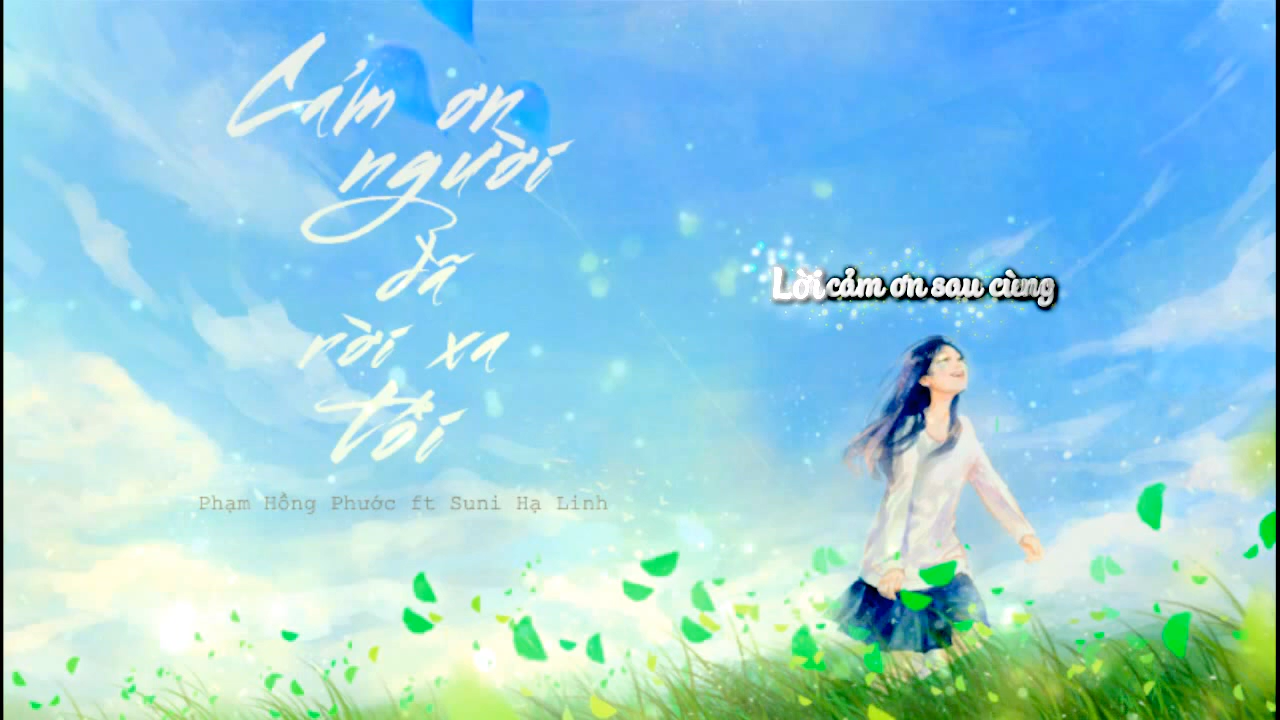 Cảm ơn
người
đã
rời xa
tôi
Phạm Hồng Phước ft Suni Hạ Linh
Lời cảm ơn sau cùng